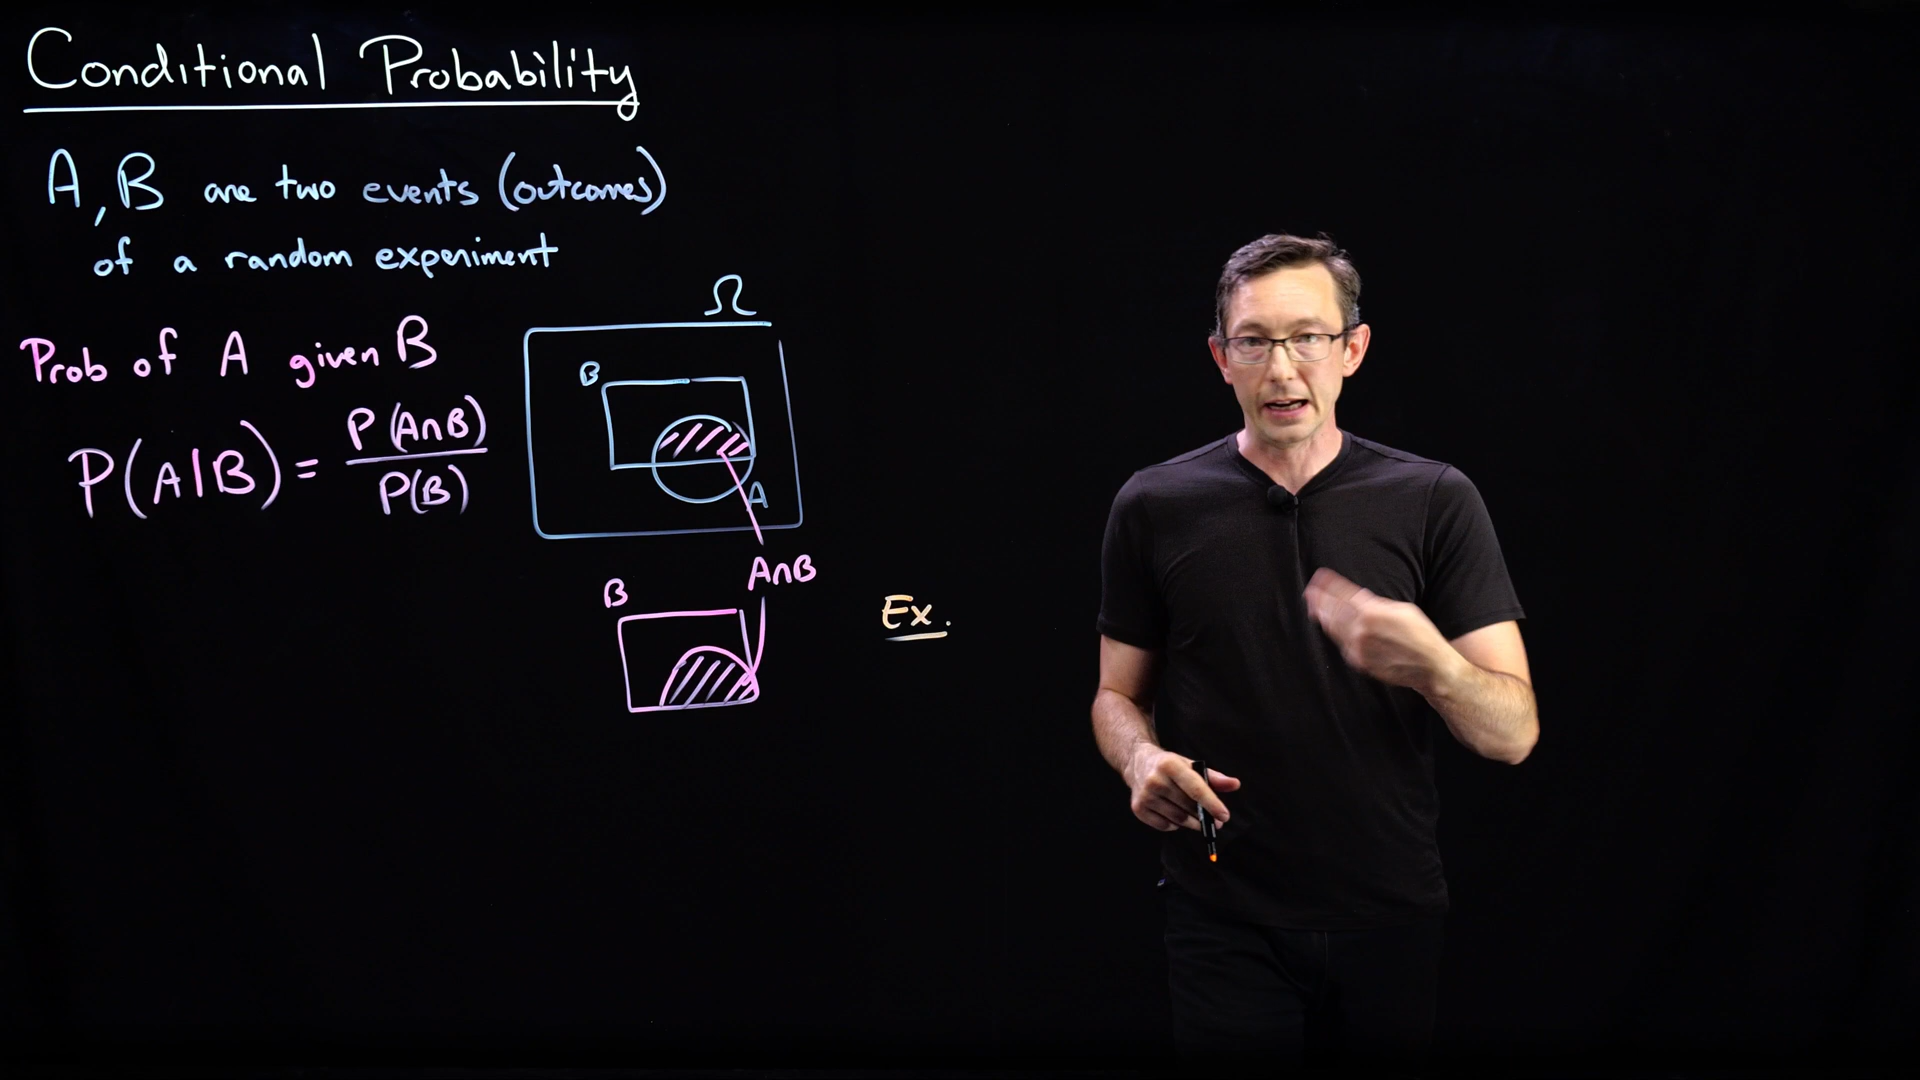 Conditional Probability
A, B are two events (outcomes)
of a random experiment
Ω
Prob of A given B
B
P(A|B) = P(A∩B) / P(B)
A
A∩B
B
Ex.